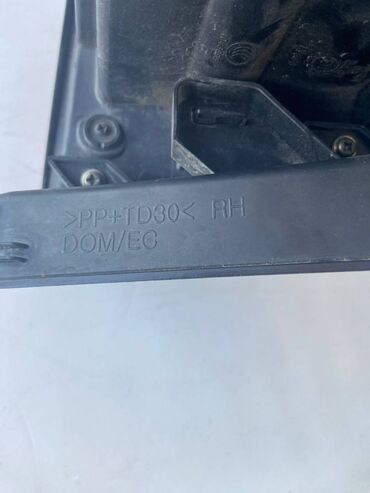 >PP+TD30< RH
DOM/EC